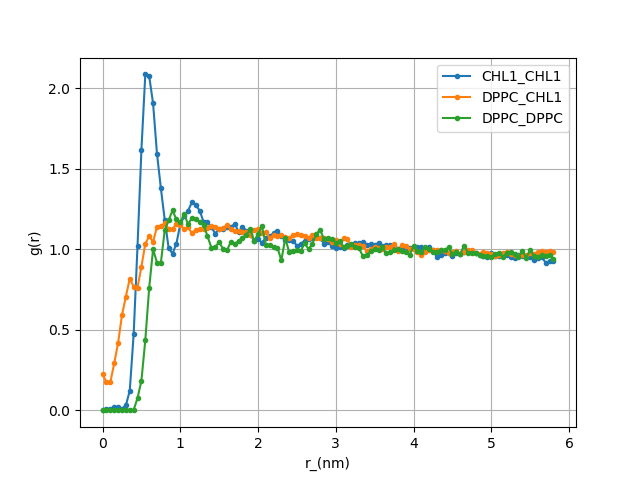 CHL1_CHL1
DPPC_CHL1
DPPC_DPPC
2.0
1.5
1.0
0.5
0.0
g(r)
0 1 2 3 4 5 6
r_(nm)